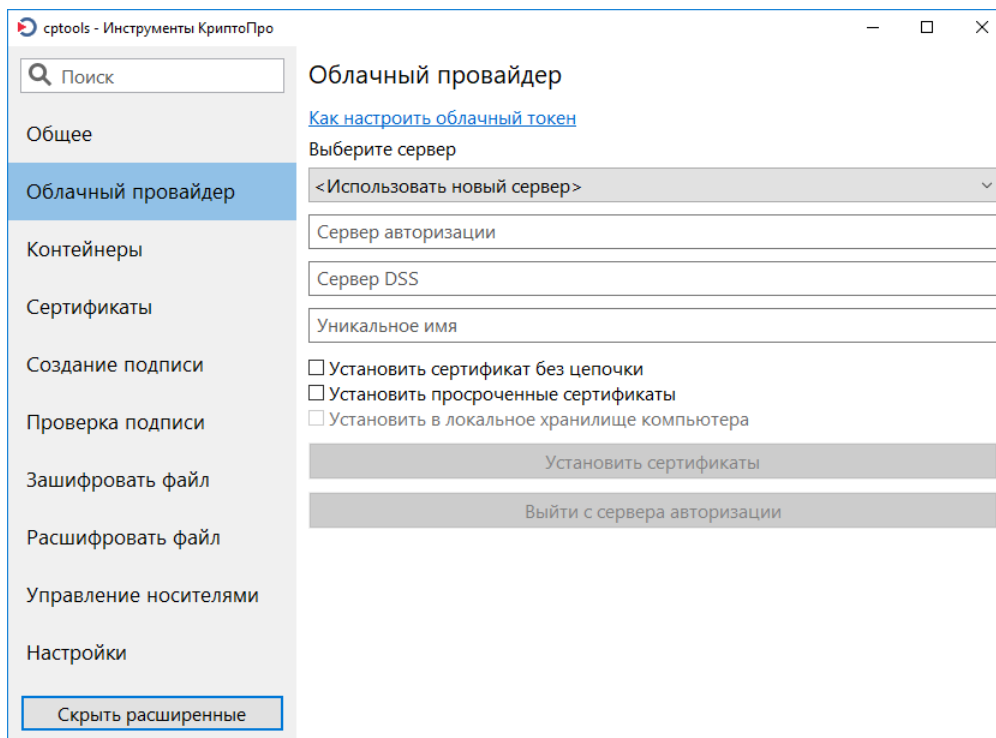 cptools - Инструменты КриптоПро
Поиск
Общее
Облачный провайдер
Контейнеры
Сертификаты
Создание подписи
Проверка подписи
Зашифровать файл
Расшифровать файл
Управление носителями
Настройки
Скрыть расширенные
Облачный провайдер
Как настроить облачный токен
Выберите сервер
<Использовать новый сервер>
Сервер авторизации
Сервер DSS
Уникальное имя
Установить сертификат без цепочки
Установить просроченные сертификаты
Установить в локальное хранилище компьютера
Установить сертификаты
Выйти с сервера авторизации